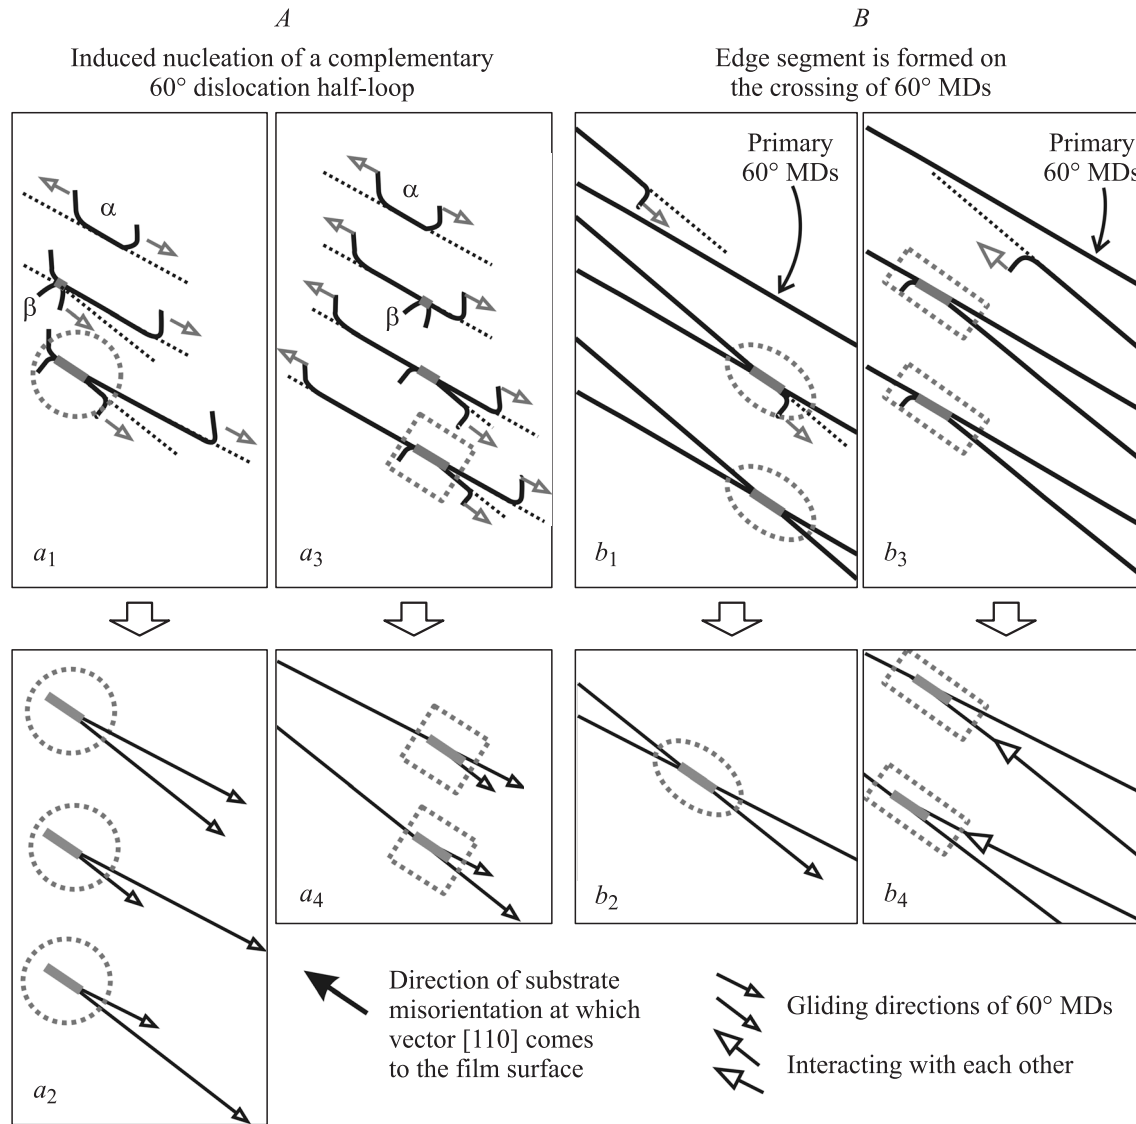 A
Induced nucleation of a complementary
60° dislocation half-loop
B
Edge segment is formed on
the crossing of 60° MDs
α
β
a1
α
β
a3
Primary
60° MDs
b1
Primary
60° MDs
b3
a2
a4
b2
b4
Direction of substrate
misorientation at which
vector [110] comes
to the film surface
Gliding directions of 60° MDs
Interacting with each other